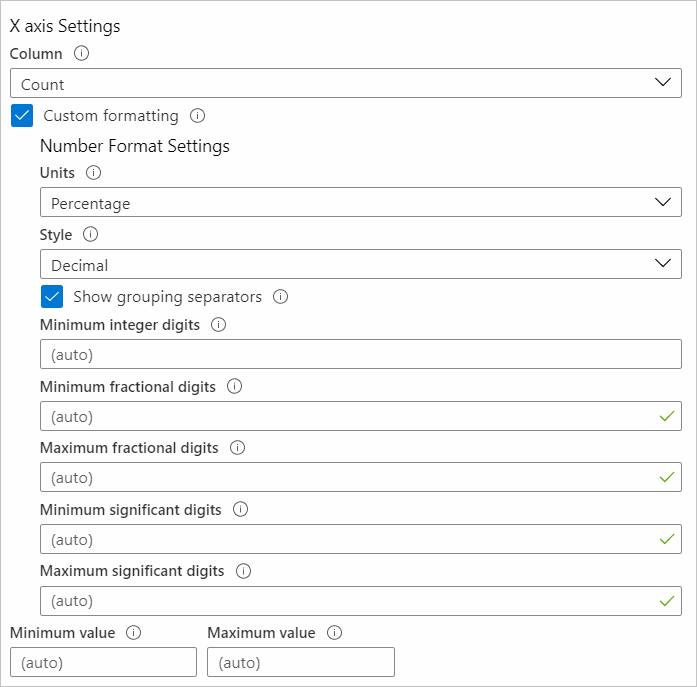 X axis Settings
Column
Count
Custom formatting
Number Format Settings
Units
Percentage
Style
Decimal
Show grouping separators
Minimum integer digits
(auto)
Minimum fractional digits
(auto)
Maximum fractional digits
(auto)
Minimum significant digits
(auto)
Maximum significant digits
(auto)
Minimum value Maximum value
(auto) (auto)